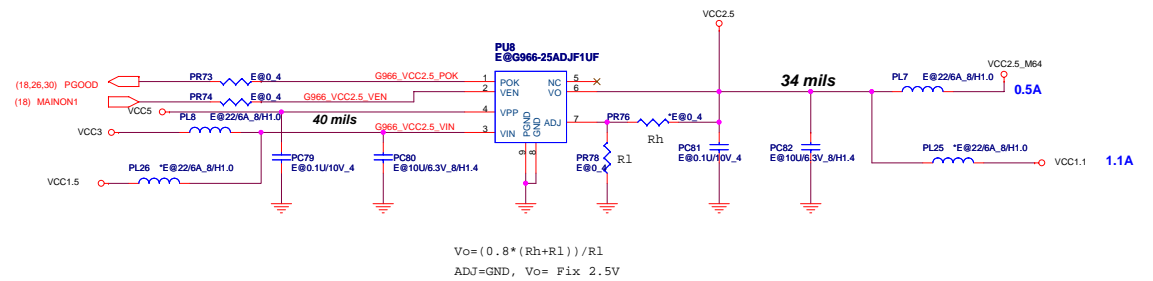 VCC2.5
PU8
E@G966-25ADJF1UF
VCC2.5_M64
(18,26,30) PGOOD
PR73
E@0_4
G966_VCC2.5_POK
1
POK
NC
5
34 mils
PL7
E@22/6A_8/H1.0
0.5A
(18) MAINON1
PR74
E@0_4
G966_VCC2.5_VEN
2
VEN
VO
6
VCC5
4
VPP
PL8
E@22/6A_8/H1.0
40 mils
ADJ
7
PR76
*E@0_4
VCC3
G966_VCC2.5_VIN
3
VIN
PGND
GND
9
8
Rh
PC79
E@0.1U/10V_4
PC80
E@10U/6.3V_8/H1.4
PR78
E@0_4
Rl
PC81
E@0.1U/10V_4
PC82
*E@10U/6.3V_8/H1.4
PL25
*E@22/6A_8/H1.0
VCC1.1
1.1A
PL26
*E@22/6A_8/H1.0
VCC1.5
Vo=(0.8*(Rh+Rl))/Rl
ADJ=GND, Vo= Fix 2.5V